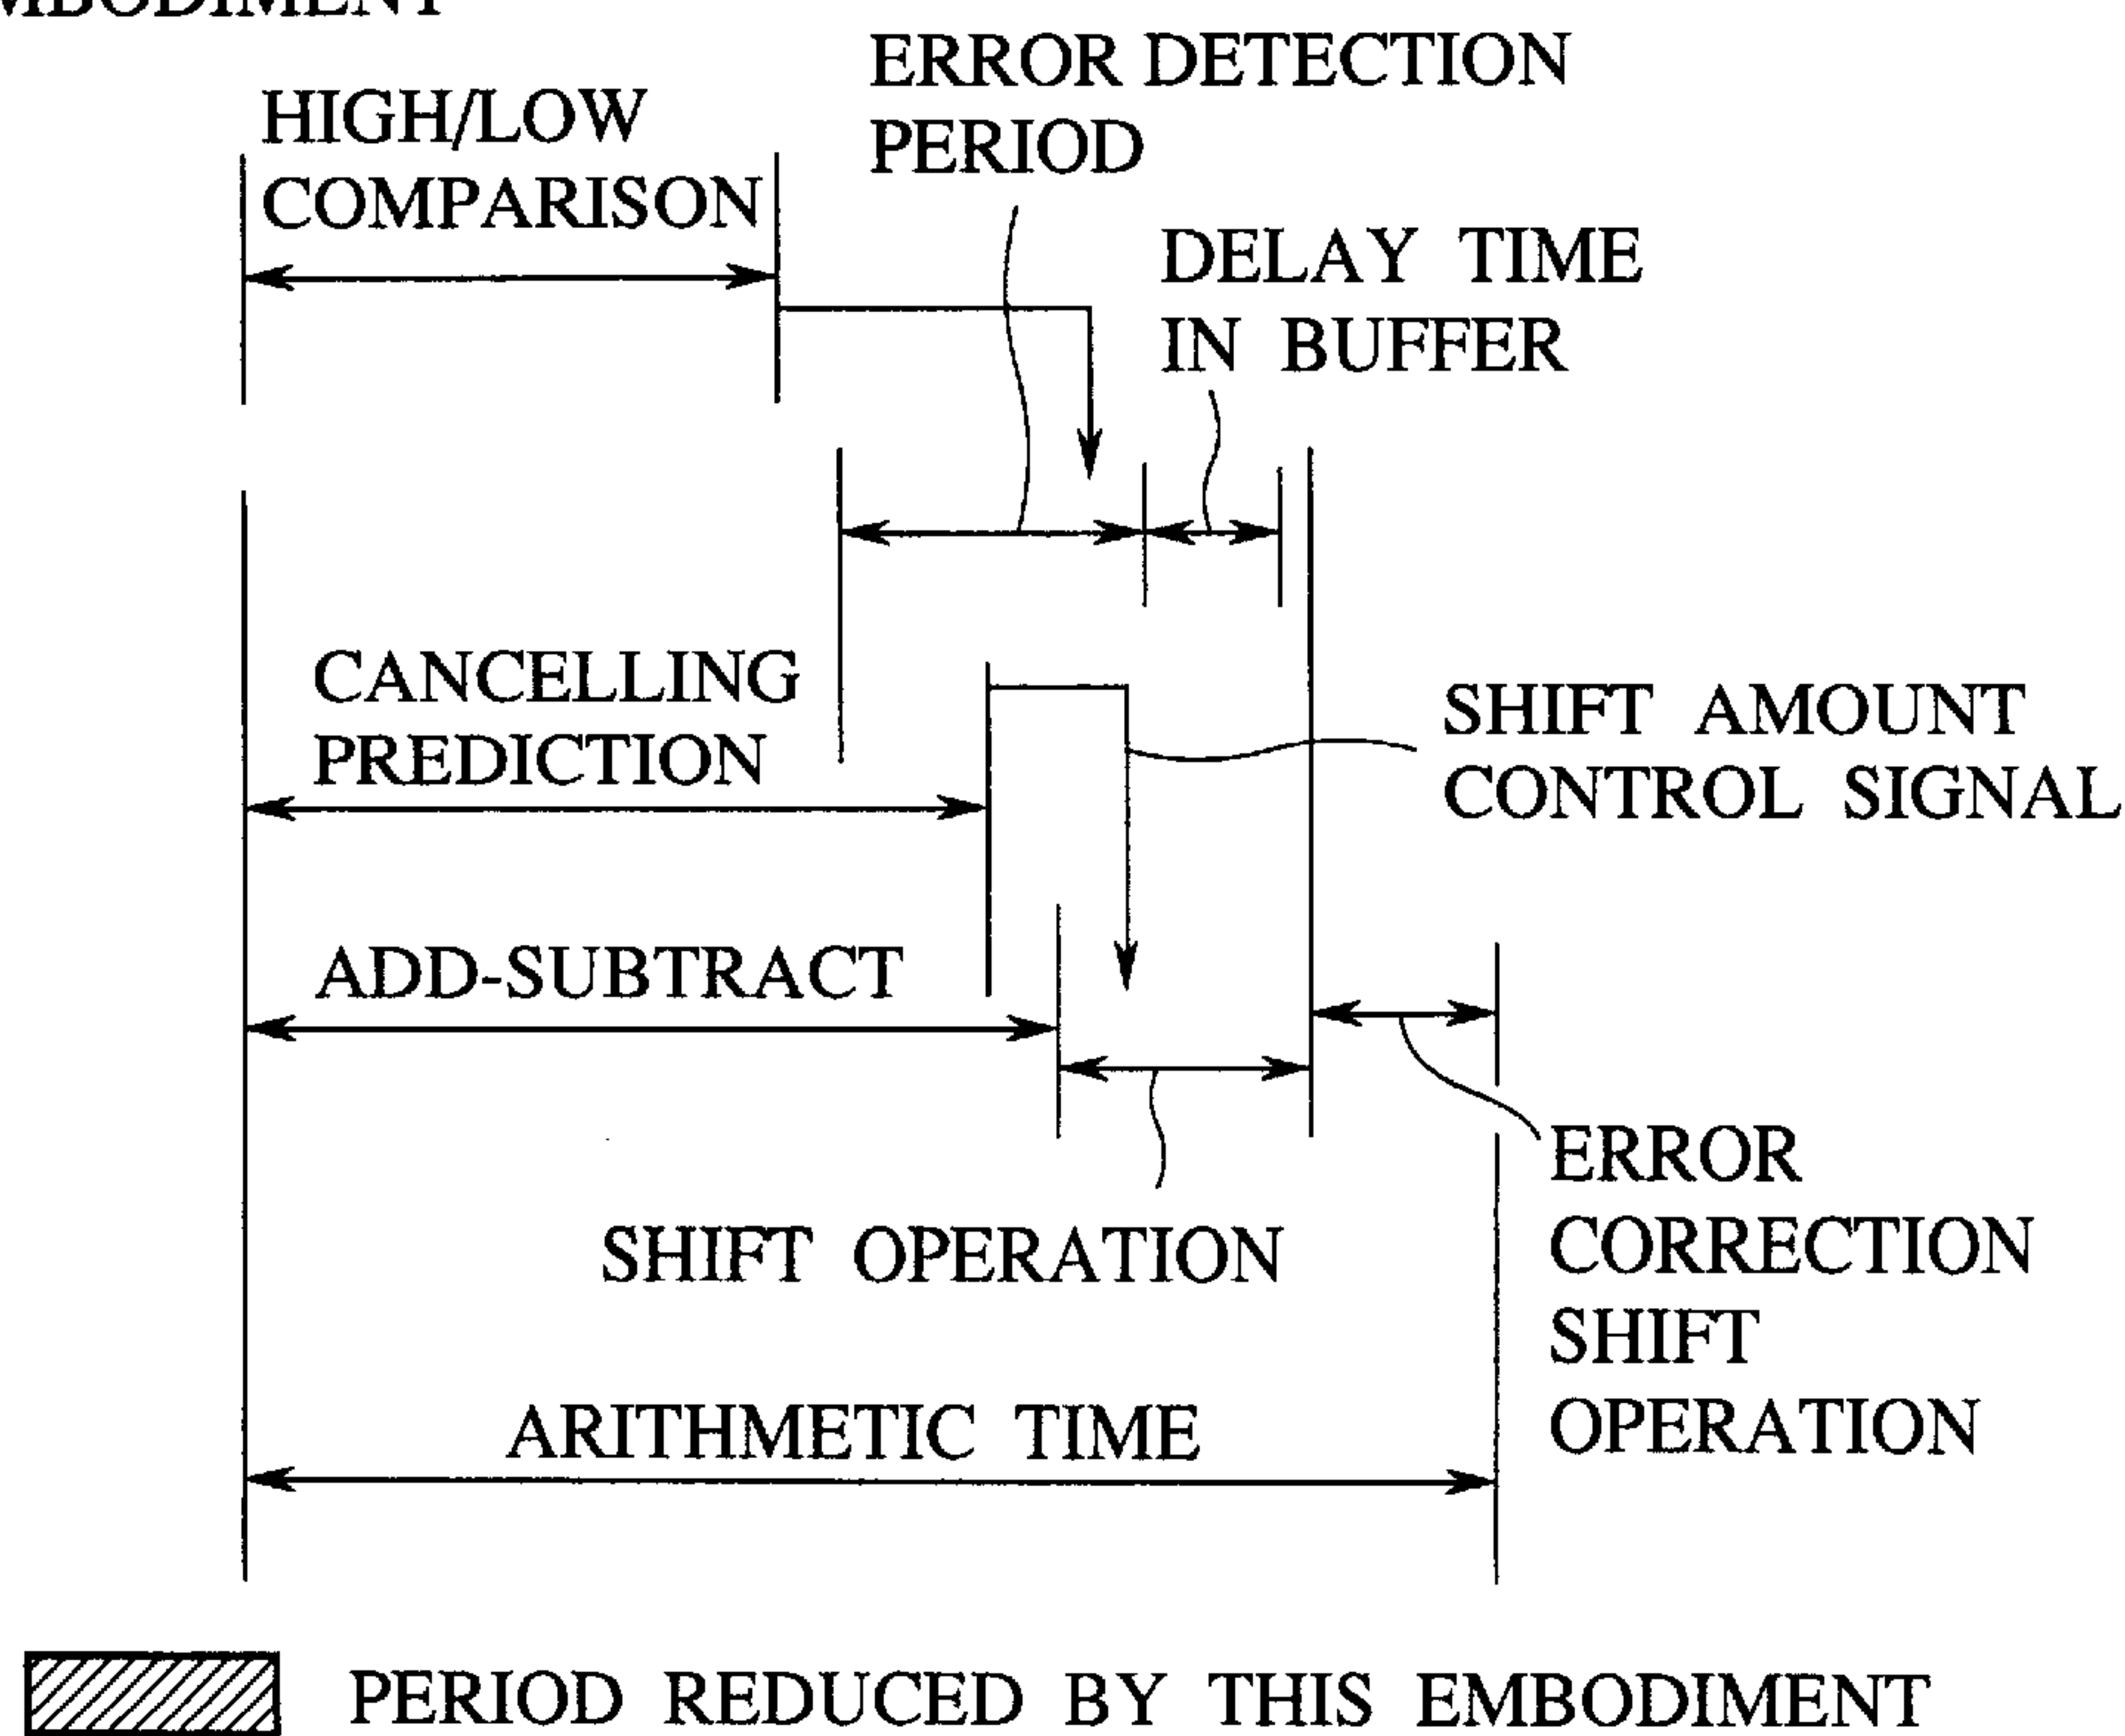 ERROR DETECTION
PERIOD
HIGH/LOW
COMPARISON
DELAY TIME
IN BUFFER
CANCELLING
PREDICTION
SHIFT AMOUNT
CONTROL SIGNAL
ADD-SUBTRACT
SHIFT OPERATION
ERROR
CORRECTION
SHIFT
OPERATION
ARITHMETIC TIME
PERIOD REDUCED BY THIS EMBODIMENT